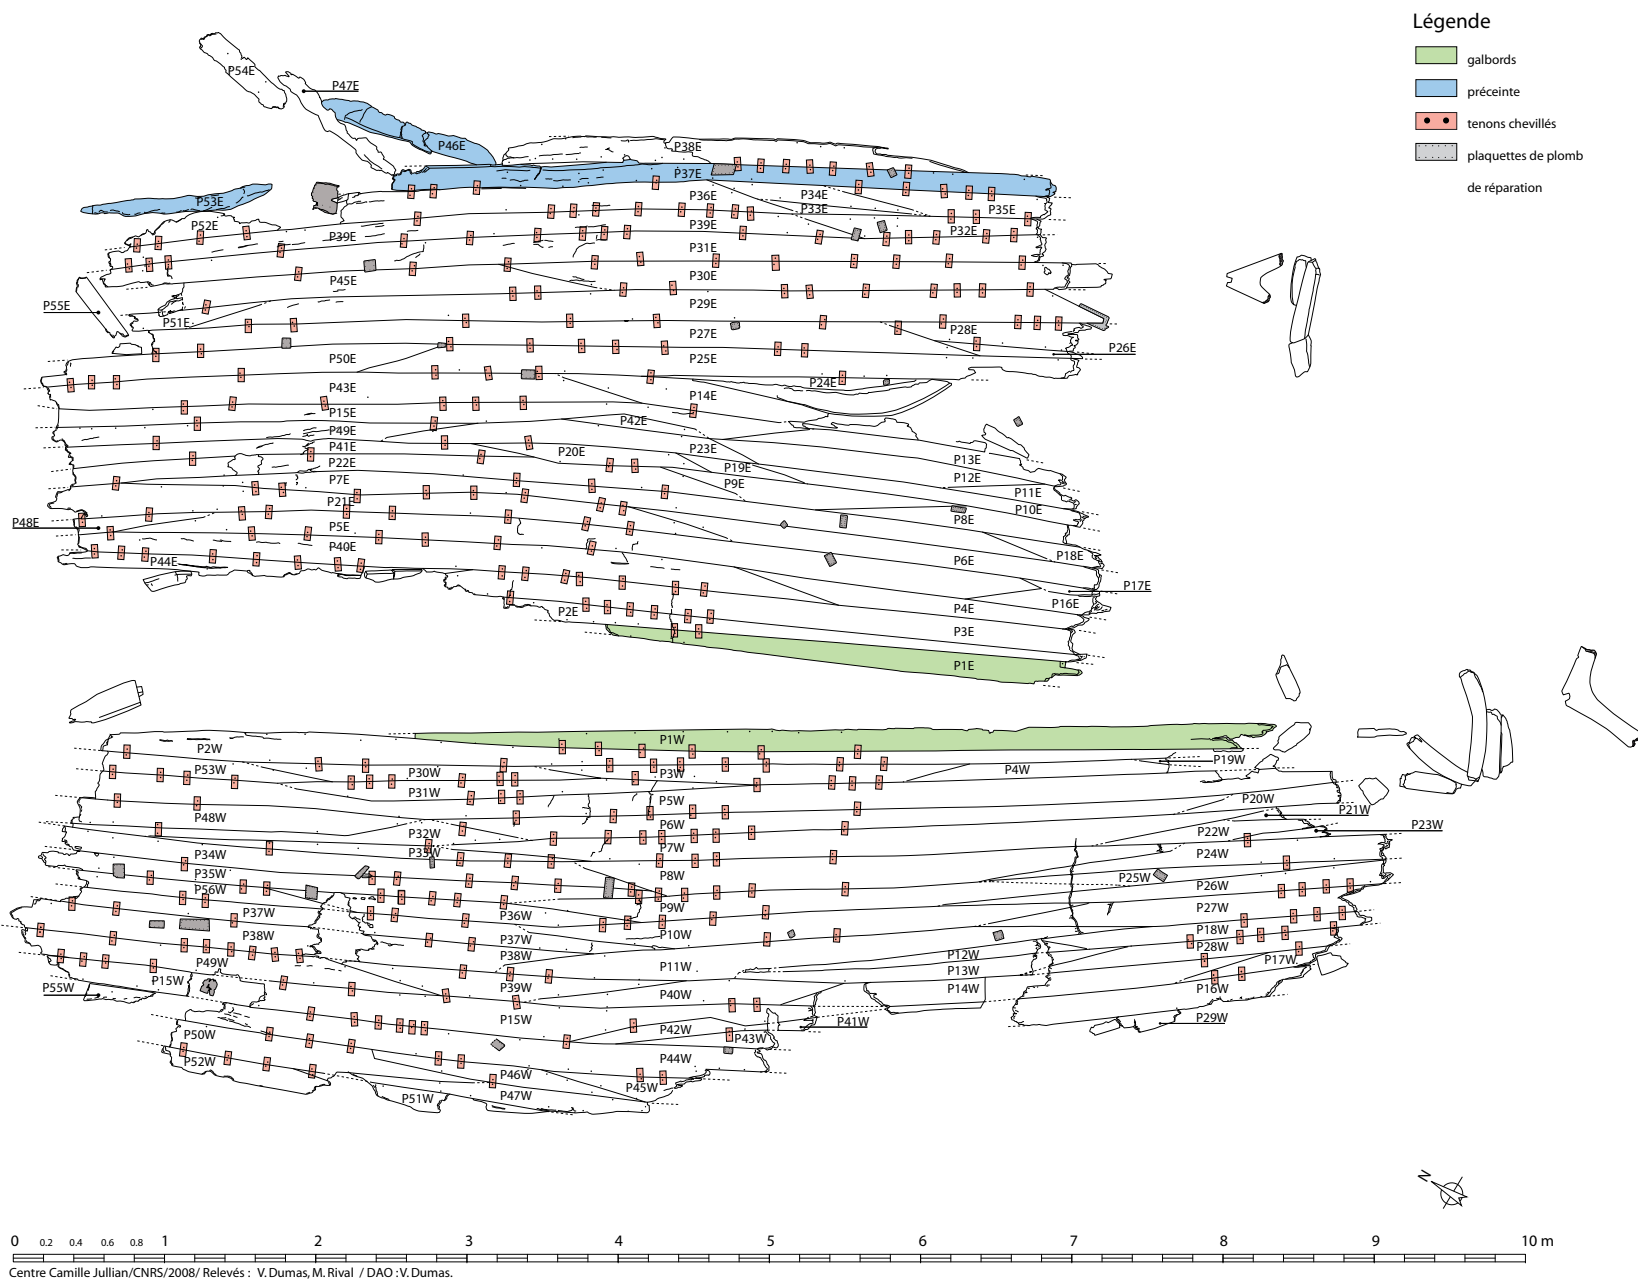 Légende
galbords
préceinte
tenons chevillés
plaquettes de plomb
de réparation
P54E
P47E
P46E
P38E
P37E
P53E
P36E
P34E
P33E
P35E
P52E
P39E
P39E
P32E
P31E
P45E
P30E
P55E
P51E
P29E
P28E
P27E
P26E
P50E
P25E
P24E
P43E
P14E
P15E
P42E
P49E
P41E
P20E
P23E
P13E
P22E
P19E
P12E
P7E
P9E
P11E
P21E
P10E
P48E
P5E
P8E
P40E
P18E
P44E
P6E
P17E
P16E
P2E
P4E
P3E
P1E
P1W
P2W
P19W
P53W
P30W
P3W
P4W
P31W
P5W
P20W
P48W
P21W
P6W
P23W
P32W
P22W
P33W
P7W
P34W
P24W
P35W
P8W
P25W
P56W
P26W
P37W
P36W
P9W
P27W
P38W
P37W
P10W
P18W
P49W
P38W
P12W
P28W
P11W
P17W
P15W
P39W
P13W
P55W
P40W
P14W
P16W
P15W
P41W
P29W
P50W
P42W
P43W
P52W
P44W
P46W
P45W
P51W
P47W
N
0 0.2 0.4 0.6 0.8 1 2 3 4 5 6 7 8 9 10 m
Centre Camille Jullian/CNRS/2008/ Relevés : V. Dumas, M. Rival / DAO : V. Dumas.